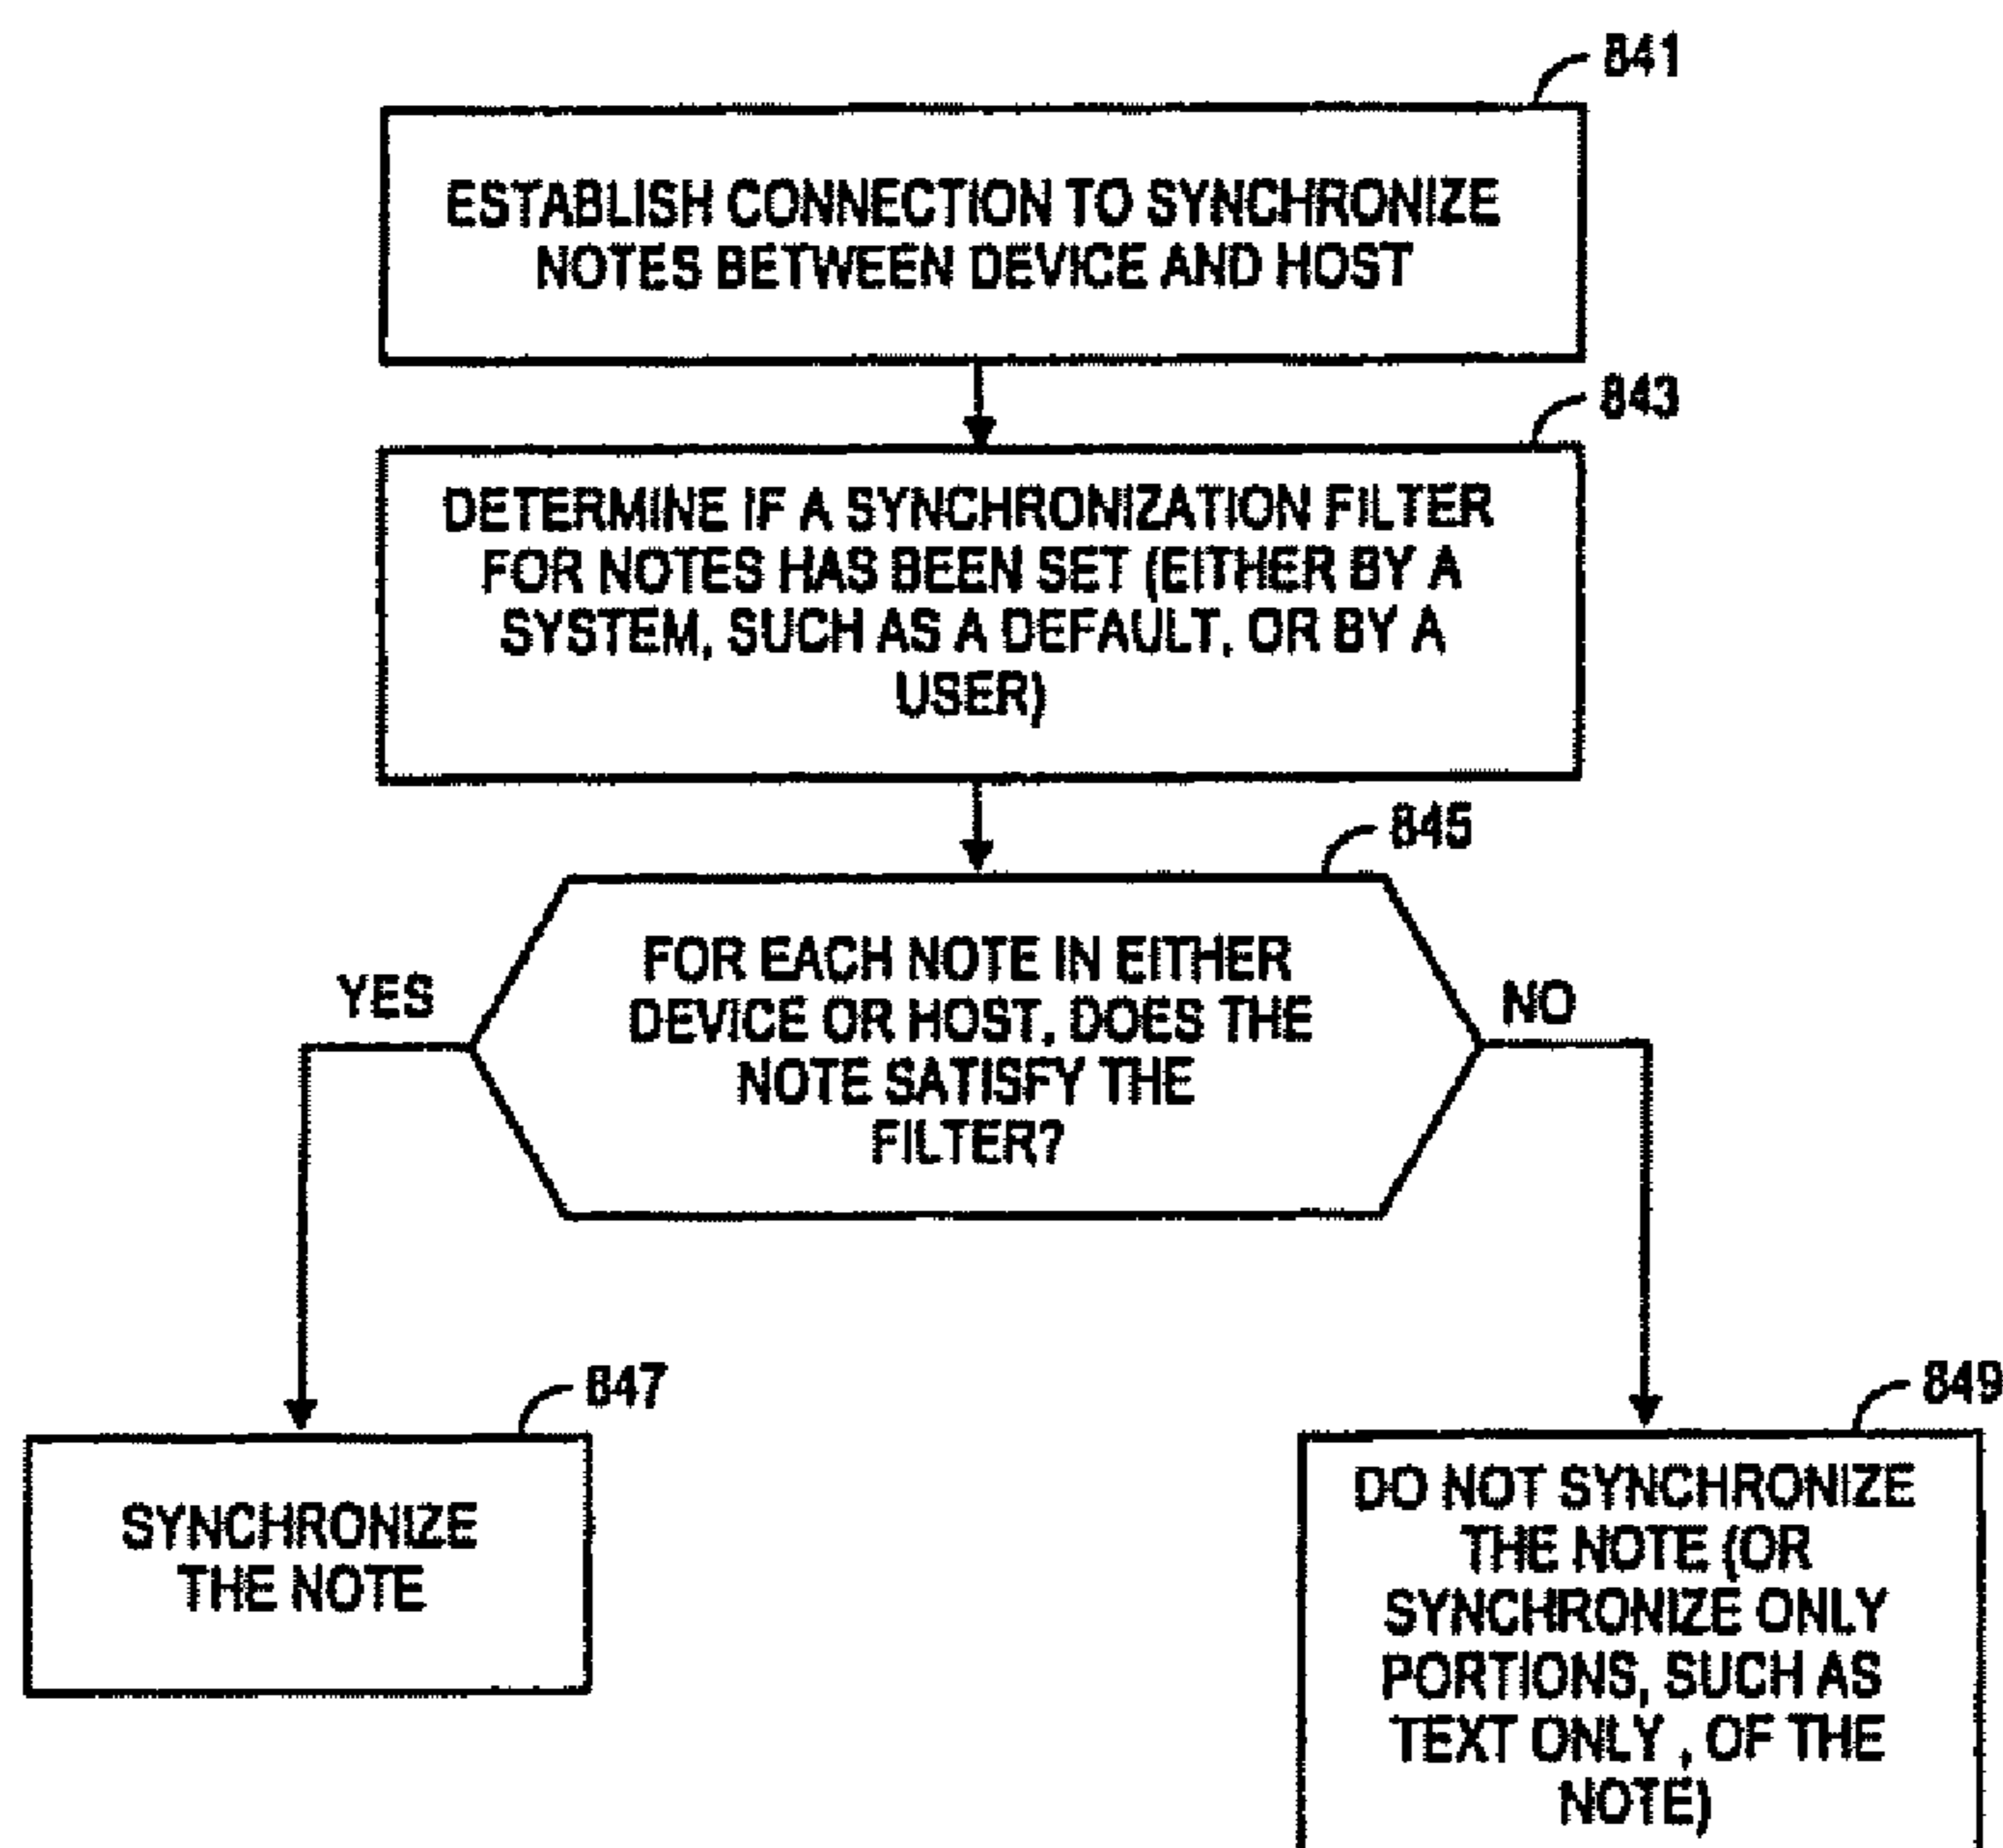 841
ESTABLISH CONNECTION TO SYNCHRONIZE
NOTES BETWEEN DEVICE AND HOST
843
DETERMINE IF A SYNCHRONIZATION FILTER
FOR NOTES HAS BEEN SET (EITHER BY A
SYSTEM, SUCH AS A DEFAULT, OR BY A
USER)
845
FOR EACH NOTE IN EITHER
DEVICE OR HOST, DOES THE
NOTE SATISFY THE
FILTER?
YES
NO
847
SYNCHRONIZE
THE NOTE
849
DO NOT SYNCHRONIZE
THE NOTE (OR
SYNCHRONIZE ONLY
PORTIONS, SUCH AS
TEXT ONLY , OF THE
NOTE)